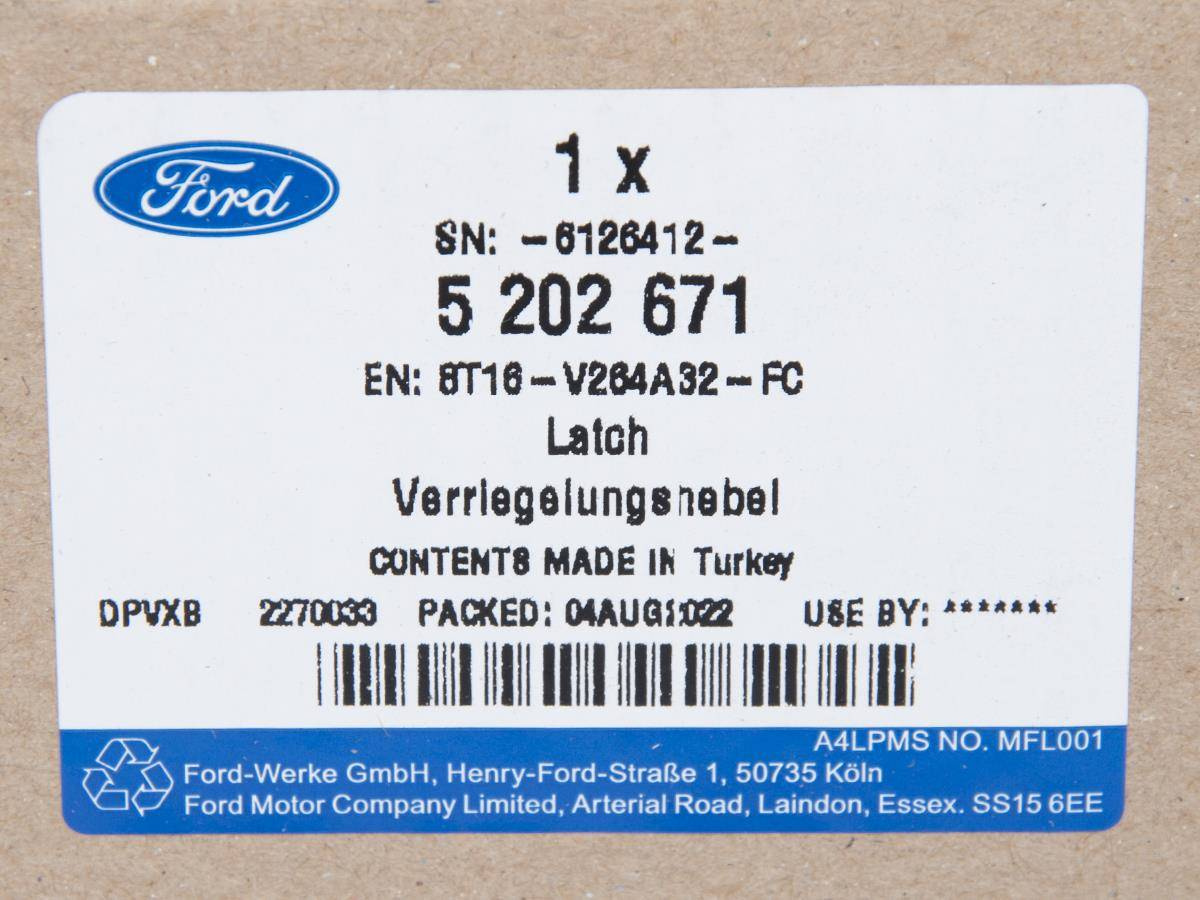 Ford
1 x
SN: -6126412-
5 202 671
EN: 8T16-V264A32-FC
Latch
Verriegelungshebel
CONTENTS MADE IN Turkey
DPVXB 2270033 PACKED: 04AUG2022 USE BY: *******
A4LPMS NO. MFL001
Ford-Werke GmbH, Henry-Ford-Straße 1, 50735 Köln
Ford Motor Company Limited, Arterial Road, Laindon, Essex. SS15 6EE